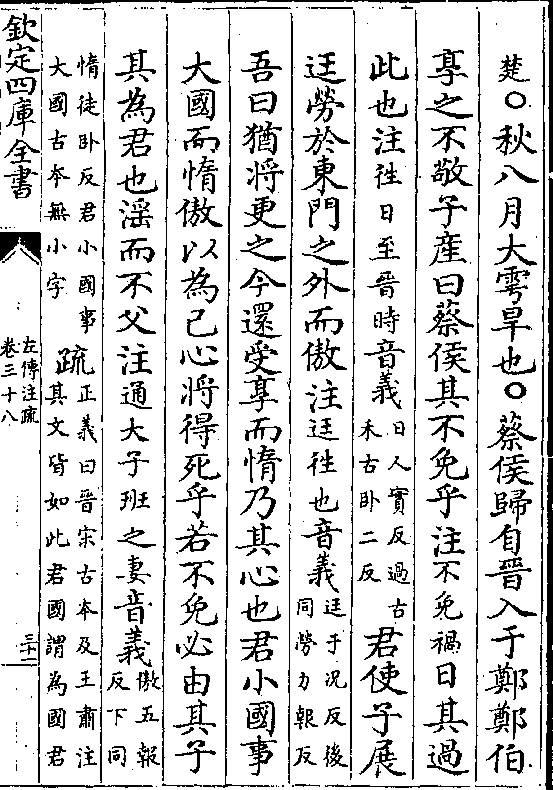 楚○秋八月大雩旱也○蔡侯歸自晉入于鄭鄭伯
享之不敬子産曰蔡侯其不免乎注不免禍日其過
此也注徃日至晉時音義日人實反過古
禾古卧二反君使子展
迋勞於東門之外而傲注迋徃也音義迋于况反後
同勞力報反
吾曰猶將更之今還受享而惰乃其心也君小國事
大國而惰傲以為己心將得死乎若不免必由其子
其為君也淫而不父注通大子班之妻音義傲五報
反下同
惰徒卧反君小國事
大國古本無小字疏正義曰晉宋古本及王肅注
其文皆如此君國謂為國君
欽定四庫全書
左傳注疏
卷三十八
三十二